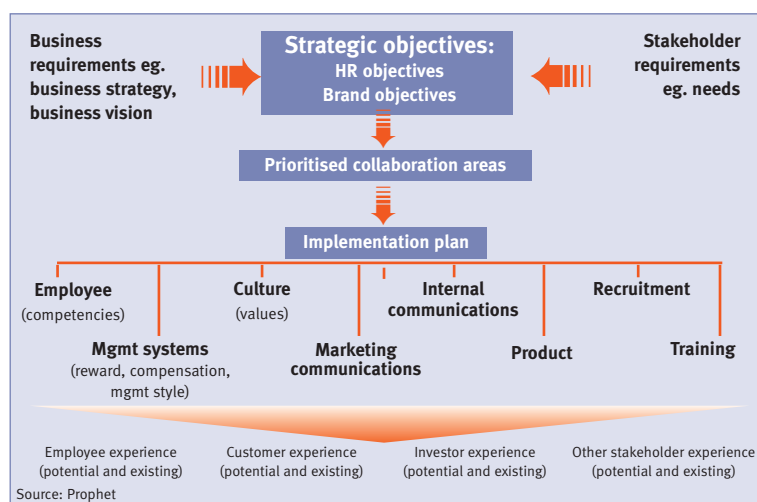 Business
requirements eg.
business strategy,
business vision
Strategic objectives:
HR objectives
Brand objectives
Stakeholder
requirements
eg. needs
Prioritised collaboration areas
Implementation plan
Employee
(competencies)
Culture
(values)
Internal
communications
Recruitment
Mgmt systems
(reward, compensation,
mgmt style)
Marketing
communications
Product
Training
Employee experience
(potential and existing)
Customer experience
(potential and existing)
Investor experience
(potential and existing)
Other stakeholder experience
(potential and existing)
Source: Prophet